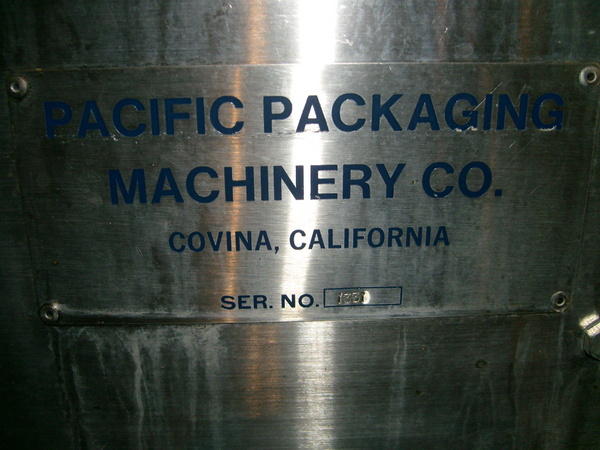 PACIFIC PACKAGING
MACHINERY CO.
COVINA, CALIFORNIA
SER. NO.